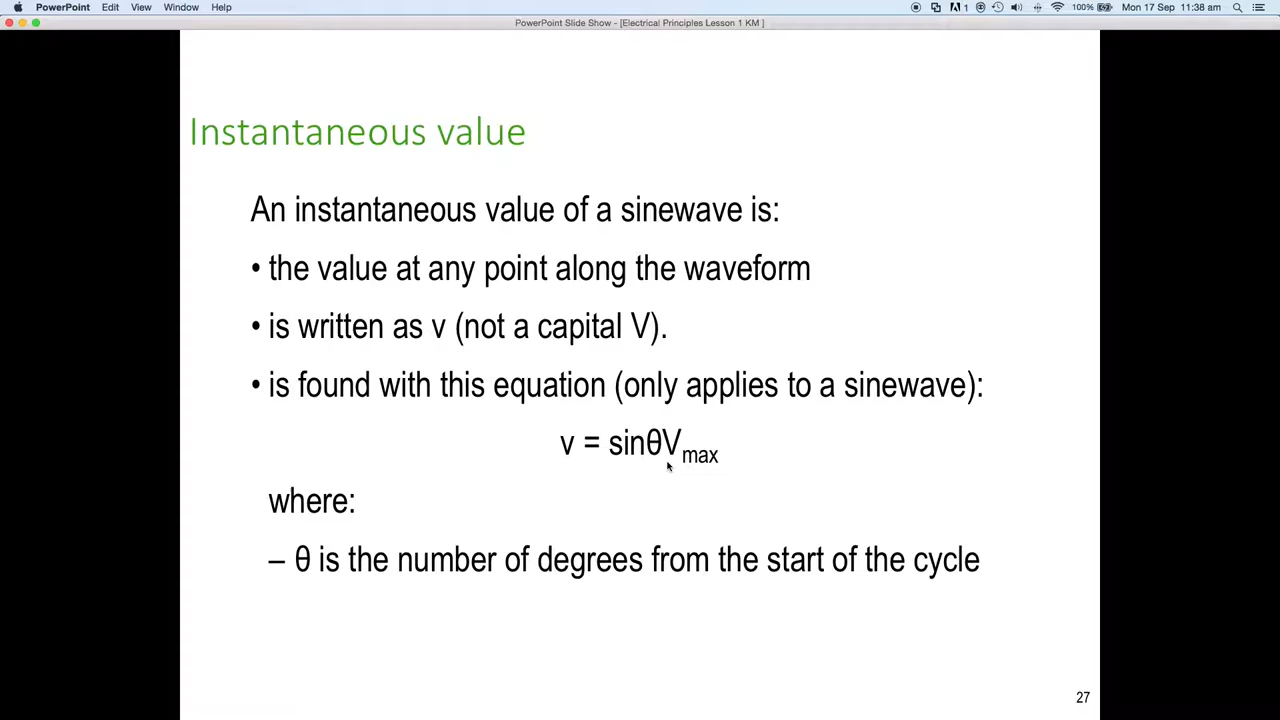 PowerPoint Edit View Window Help 1 100% Mon 17 Sep 11:38 am
PowerPoint Slide Show - [Electrical Principles Lesson 1 KM ]
Instantaneous value
An instantaneous value of a sinewave is:
• the value at any point along the waveform
• is written as v (not a capital V).
• is found with this equation (only applies to a sinewave):
v = sinθVmax
where:
– θ is the number of degrees from the start of the cycle
27